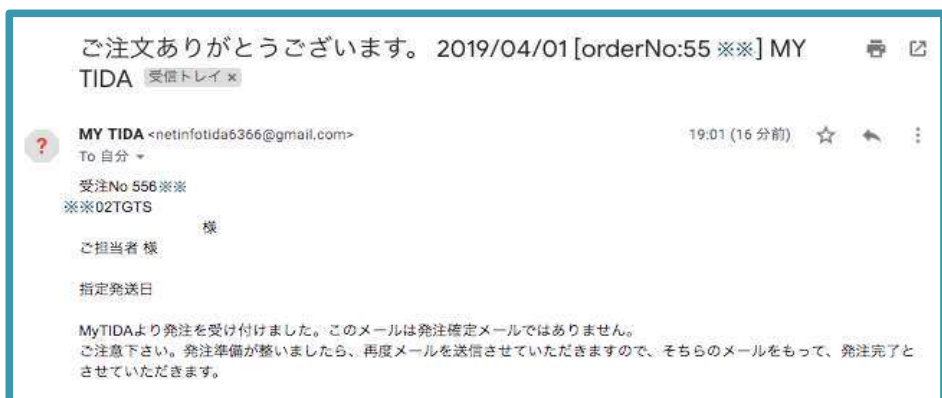 ご注文ありがとうございます。 2019/04/01 [orderNo:55 ※※] MY
TIDA 受信トレイ ×
MY TIDA <netinfotida6366@gmail.com> 19:01 (16 分前)
?
To 自分
受注No 556※※
※※02TGTS
様
ご担当者 様
指定発送日
MyTIDAより発注を受け付けました。このメールは発注確定メールではありません。
ご注意下さい。発注準備が整いましたら、再度メールを送信させていただきますので、そちらのメールをもって、発注完了と
させていただきます。